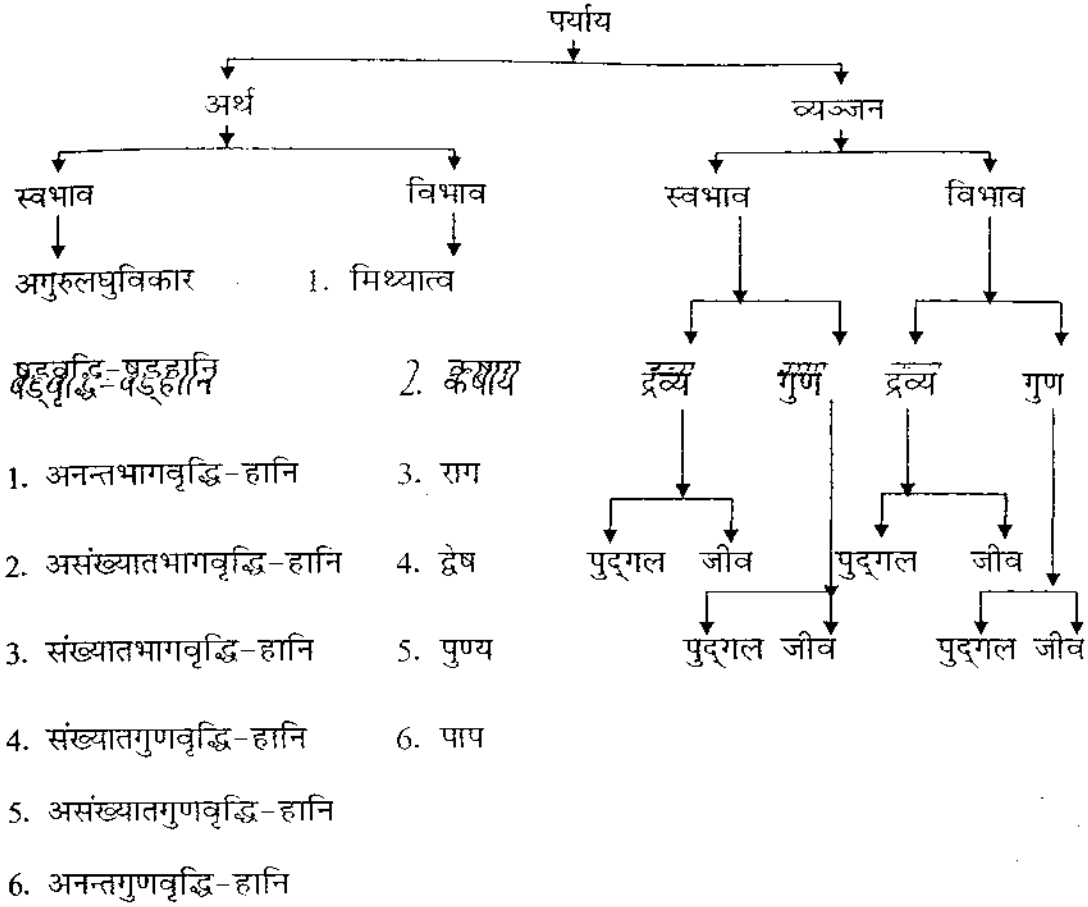 पर्याय
अर्थ व्यञ्जन
स्वभाव विभाव स्वभाव विभाव
अगुरुलघुविकार 1. मिथ्यात्व
षड्वृद्धि-षड्हानि 2. कषाय द्रव्य गुण द्रव्य गुण
1. अनन्तभागवृद्धि-हानि 3. राग
2. असंख्यातभागवृद्धि-हानि 4. द्वेष पुद्गल जीव पुद्गल जीव
3. संख्यातभागवृद्धि-हानि 5. पुण्य पुद्गल जीव पुद्गल जीव
4. संख्यातगुणवृद्धि-हानि 6. पाप
5. असंख्यातगुणवृद्धि-हानि
6. अनन्तगुणवृद्धि-हानि